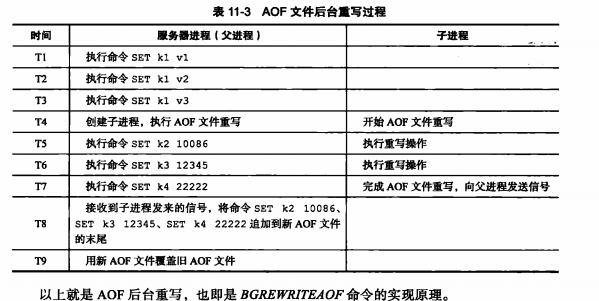 表 11-3 AOF 文件后台重写过程
时间 服务器进程（父进程） 子进程
T1 执行命令 SET k1 v1
T2 执行命令 SET k1 v2
T3 执行命令 SET k1 v3
T4 创建子进程，执行 AOF 文件重写 开始 AOF 文件重写
T5 执行命令 SET k2 10086 执行重写操作
T6 执行命令 SET k3 12345 执行重写操作
T7 执行命令 SET k4 22222 完成 AOF 文件重写，向父进程发送信号
接收到子进程发来的信号，将命令 SET k2 10086、
T8 SET k3 12345、SET k4 22222 追加到新 AOF 文件
的末尾
T9 用新 AOF 文件覆盖旧 AOF 文件
以上就是 AOF 后台重写，也即是 BGREWRITEAOF 命令的实现原理。